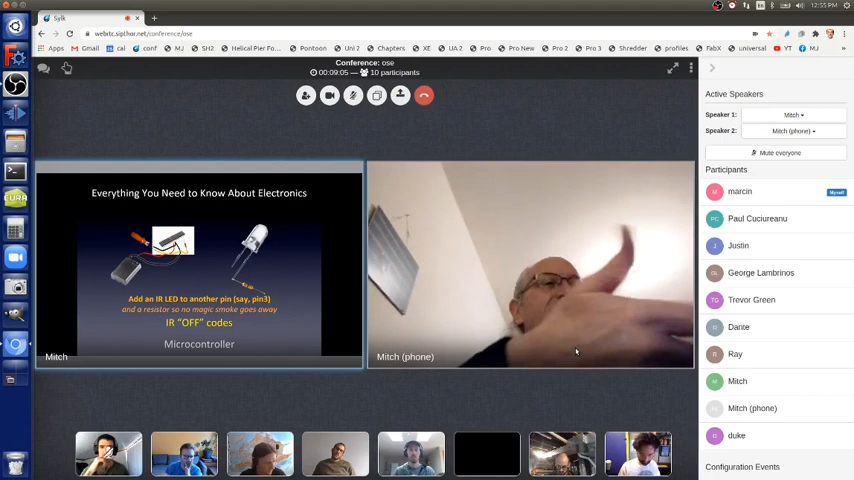 12:55 PM
Sylk
webrtc.sipthor.net/conference/ose
Apps
Gmail
cal
conf
MJ
SH2
Helical Pier Fo...
Pontoon
Uni 2
Chapters
XE
UA 2
Pro
Pro New
Pro 2
Pro 3
Shredder
profiles
FabX
universal
YT
MJ
Conference: ose
00:09:05 — 10 participants
Everything You Need to Know About Electronics
Add an IR LED to another pin (say, pin3)
and a resistor so no magic smoke goes away
IR "OFF" codes
Microcontroller
Mitch
Mitch (phone)
Active Speakers
Speaker 1:
Mitch
Speaker 2:
Mitch (phone)
Mute everyone
Participants
M
marcin
Myself
PC
Paul Cuciureanu
J
Justin
GL
George Lambrinos
TG
Trevor Green
D
Dante
R
Ray
M
Mitch
M
Mitch (phone)
D
duke
Configuration Events